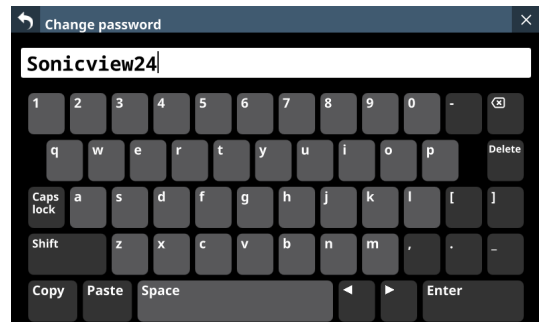 Change password
Sonicview24
1 2 3 4 5 6 7 8 9 0 -
q w e r t y u i o p Delete
Caps lock a s d f g h j k l [ ]
Shift z x c v b n m , . _
Copy Paste Space ◀ ▶ Enter